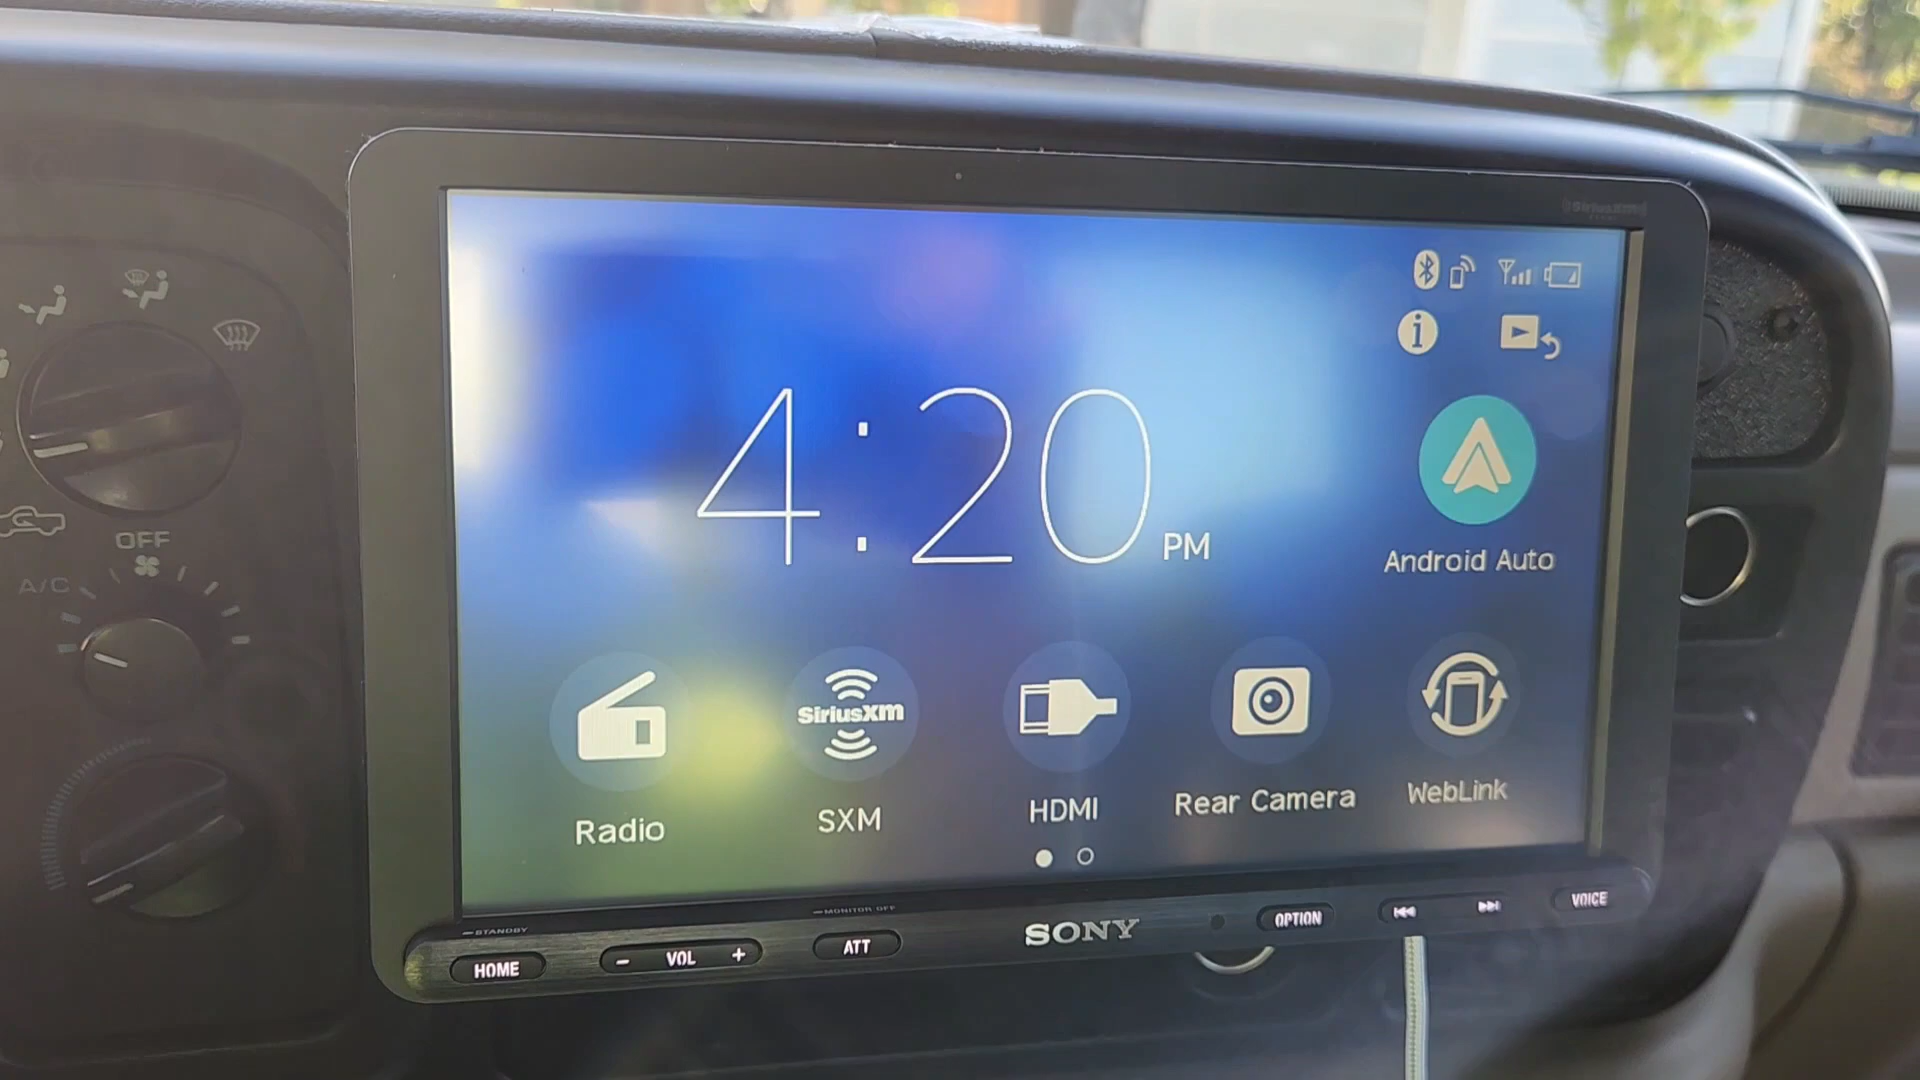 SiriusXM
4:20 PM
Android Auto
SiriusXM
Radio
SXM
HDMI
Rear Camera
WebLink
OFF
A/C
STANDBY
MONITOR OFF
HOME
- VOL +
ATT
SONY
OPTION
VOICE